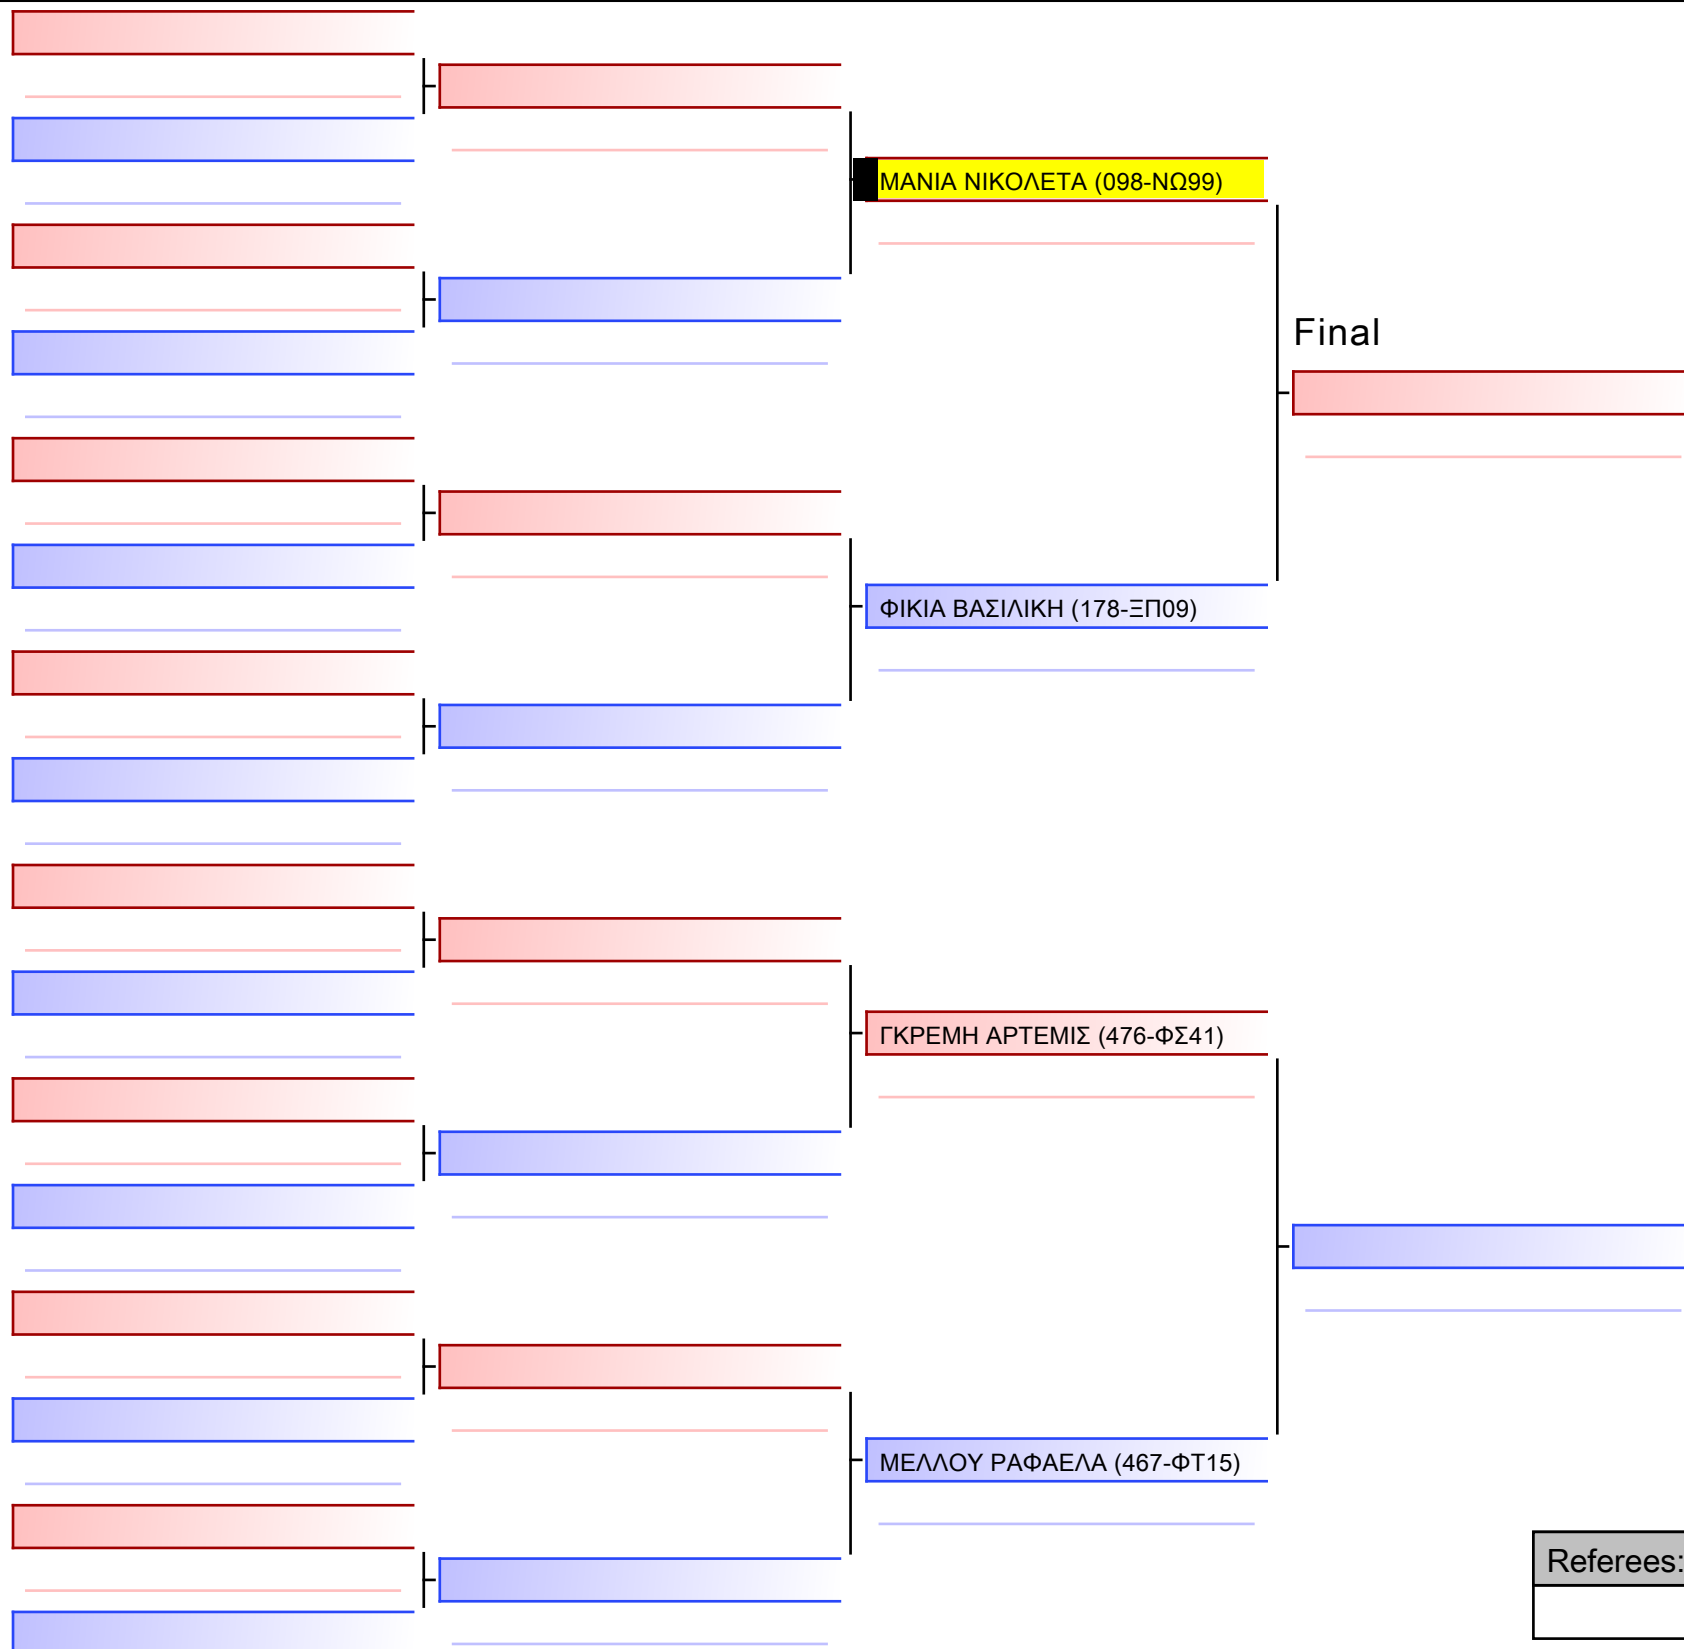 ΜΑΝΙΑ ΝΙΚΟΛΕΤΑ (098-ΝΩ99)
Final
ΦΙΚΙΑ ΒΑΣΙΛΙΚΗ (178-ΞΠ09)
ΓΚΡΕΜΗ ΑΡΤΕΜΙΣ (476-ΦΣ41)
ΜΕΛΛΟΥ ΡΑΦΑΕΛΑ (467-ΦΤ15)
Referees: